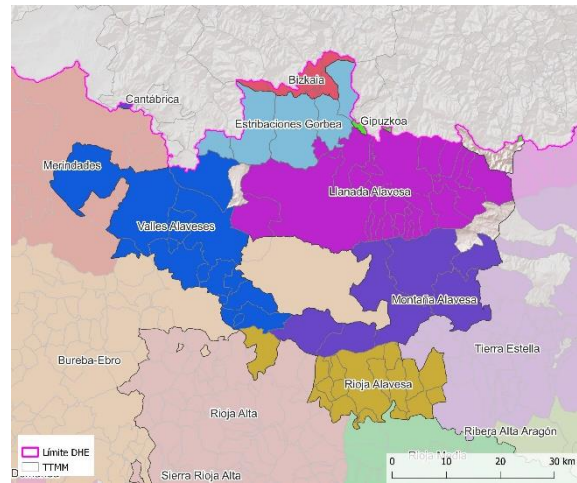 Bizkaia
Cantábrica
Estribaciones Gorbea
Gipuzkoa
Merindades
Llanada Alavesa
Valles Alaveses
Montaña Alavesa
Tierra Estella
Bureba-Ebro
Rioja Alavesa
Rioja Alta
Ribera Alta Aragón
Límite DHE
TTMM
Sierra Rioja Alta
0 10 20 30 km